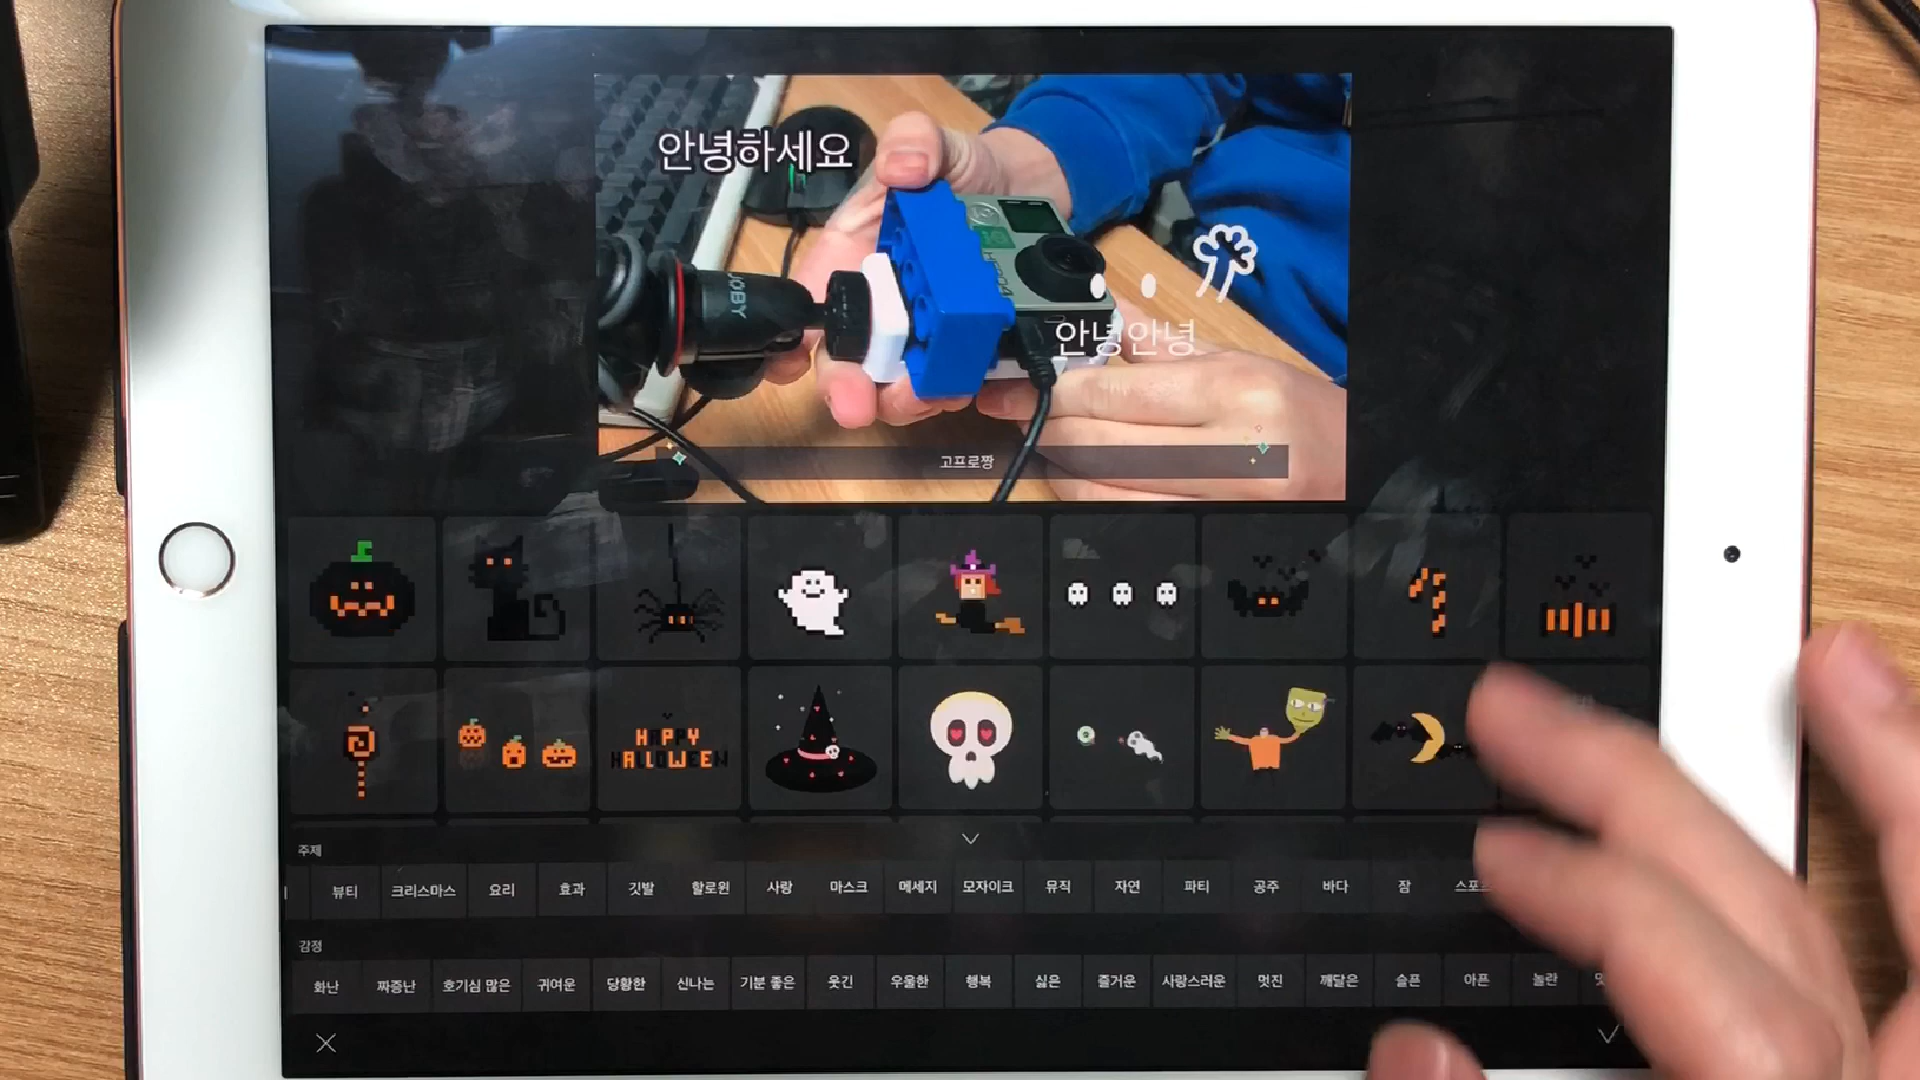 안녕하세요
JOBY
안녕안녕
고프로짱
HAPPY
HALLOWEEN
주제
뷰티 크리스마스 요리 효과 깃발 할로윈 사랑 마스크 메세지 모자이크 뮤직 자연 파티 공주 바다 잠
감정
화난 짜증난 호기심 많은 귀여운 당황한 신나는 기분 좋은 웃긴 우울한 행복 싫은 즐거운 사랑스러운 멋진 깨달은 슬픈 아픈 놀란